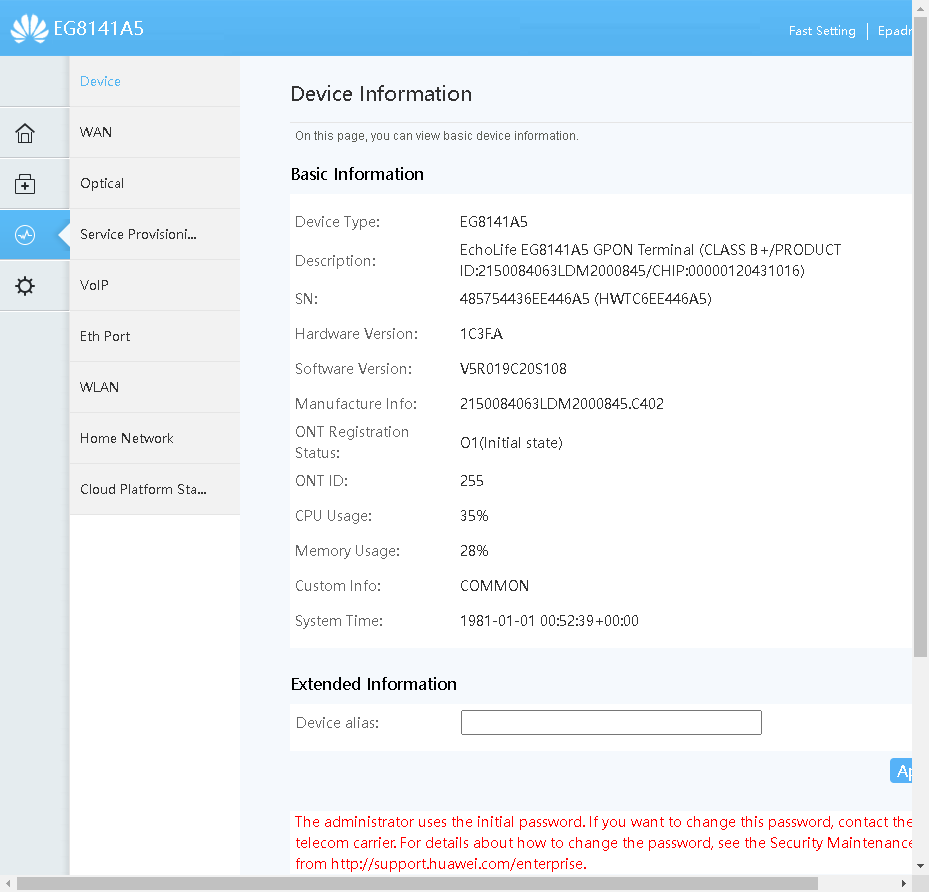 EG8141A5
Fast Setting
Device
WAN
Optical
Service Provisioni...
VoIP
Eth Port
WLAN
Home Network
Cloud Platform Sta...
Device Information
On this page, you can view basic device information.
Basic Information
Device Type: EG8141A5
Description: EchoLife EG8141A5 GPON Terminal (CLASS B+/PRODUCT
ID:2150084063LDM2000845/CHIP:00000120431016)
SN: 485754436EE446A5 (HWTC6EE446A5)
Hardware Version: 1C3F.A
Software Version: V5R019C20S108
Manufacture Info: 2150084063LDM2000845.C402
ONT Registration
Status: O1(Initial state)
ONT ID: 255
CPU Usage: 35%
Memory Usage: 28%
Custom Info: COMMON
System Time: 1981-01-01 00:52:39+00:00
Extended Information
Device alias:
The administrator uses the initial password. If you want to change this password, contact the
telecom carrier. For details about how to change the password, see the Security Maintenance
from http://support.huawei.com/enterprise.